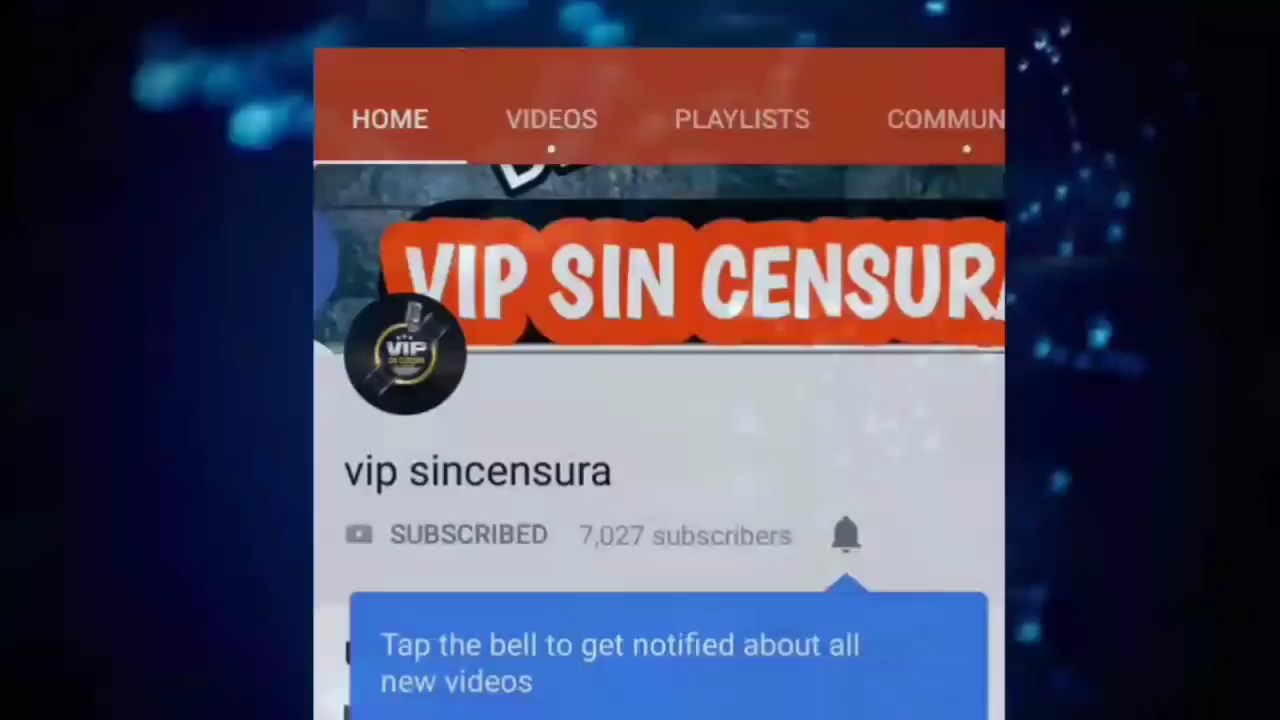 HOME VIDEOS PLAYLISTS COMMUN
VIP SIN CENSURA
VIP
vip sincensura
SUBSCRIBED 7,027 subscribers
Tap the bell to get notified about all
new videos